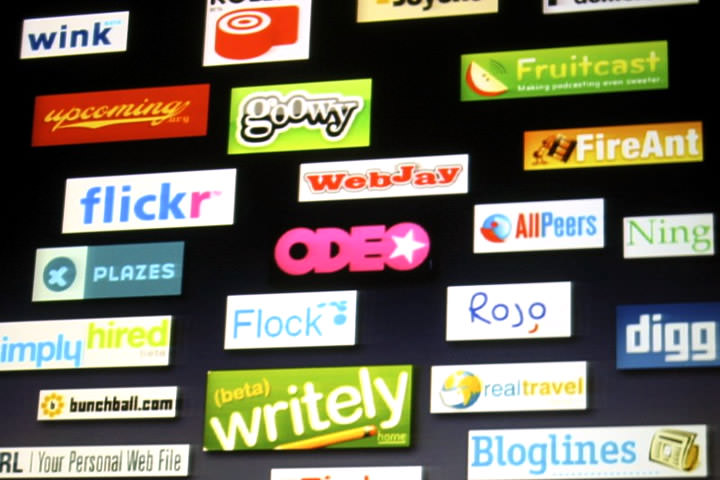 wink
Fruitcast
Making podcasting even sweeter.
upcoming.org
goowy
FireAnt
WebJay
flickr
AllPeers
Ning
ODEO
PLAZES
Flock
Rojo
digg
imply hired
beta
bunchball.com
(beta)
writely
home
realtravel
RL | Your Personal Web File
Bloglines